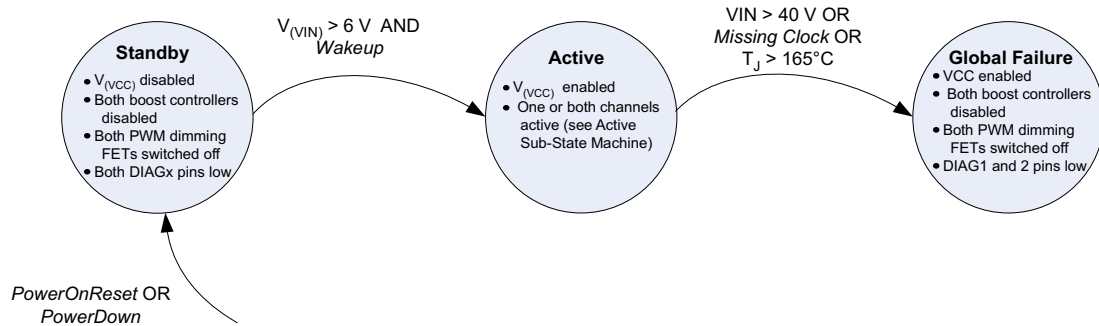 V(VIN) > 6 V AND
Wakeup
VIN > 40 V OR
Missing Clock OR
TJ > 165°C
Standby
• V(VCC) disabled
• Both boost controllers
disabled
• Both PWM dimming
FETs switched off
• Both DIAGx pins low
Active
• V(VCC) enabled
• One or both channels
active (see Active
Sub-State Machine)
Global Failure
• VCC enabled
• Both boost controllers
disabled
• Both PWM dimming
FETs switched off
• DIAG1 and 2 pins low
PowerOnReset OR
PowerDown